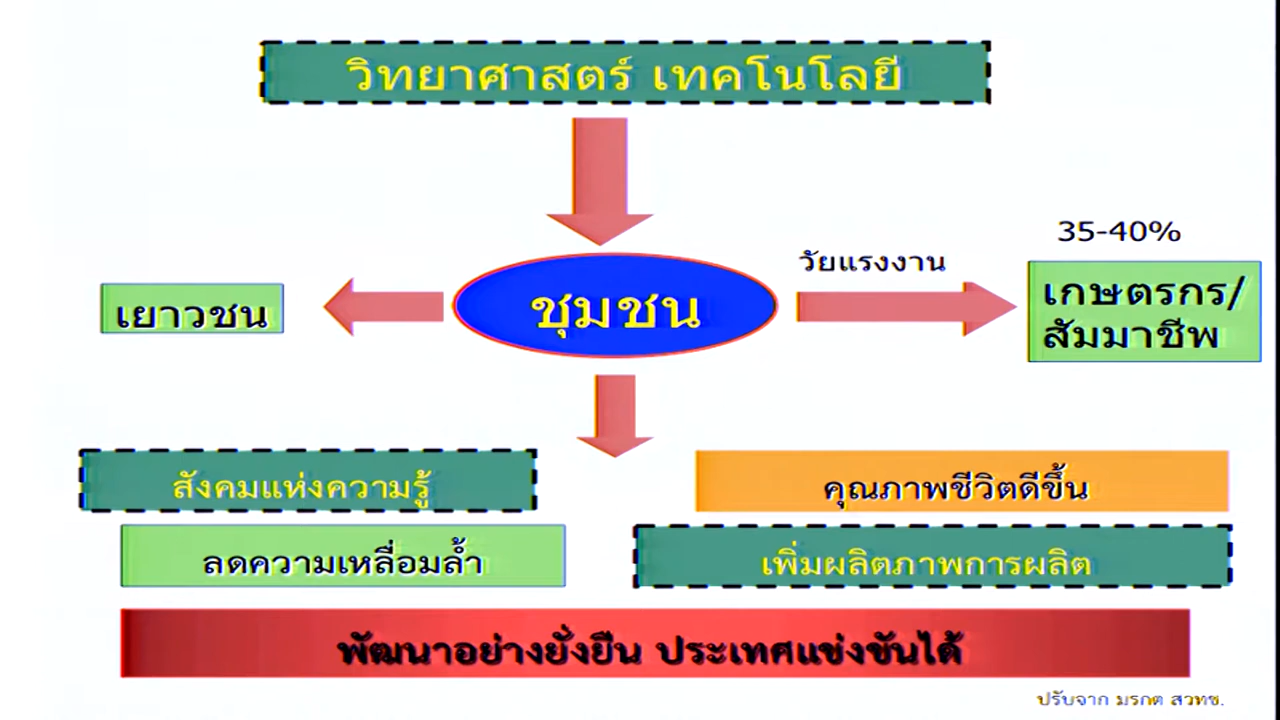 วิทยาศาสตร์ เทคโนโลยี
35-40%
วัยแรงงาน
เยาวชน
ชุมชน
เกษตรกร/
สัมมาชีพ
สังคมแห่งความรู้
คุณภาพชีวิตดีขึ้น
ลดความเหลื่อมล้ำ
เพิ่มผลิตภาพการผลิต
พัฒนาอย่างยั่งยืน ประเทศแข่งขันได้
ปรับจาก มรกต สวทช.